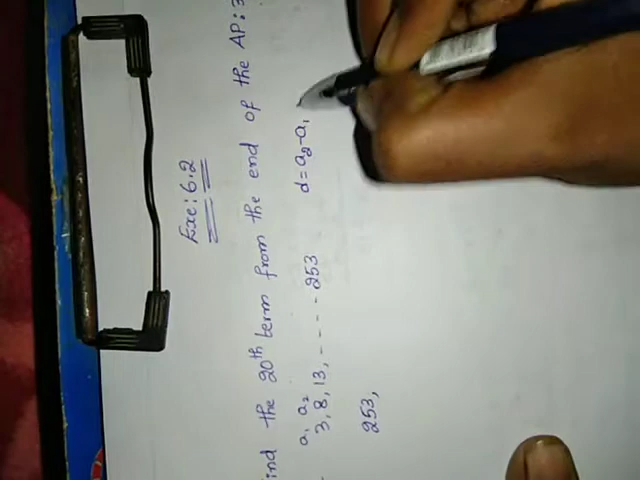 Exe: 6.2
ind the 20th term from the end of the AP: 3
a₁ a₂
3, 8, 13, - - - - - 253 d = a₂ - a₁
253,